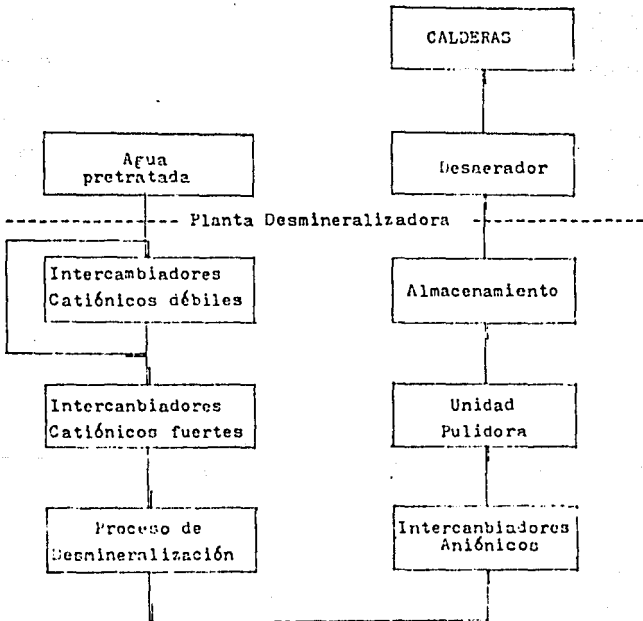 CALDERAS
Agua
pretratada
Desaerador
Planta Desmineralizadora
Intercambiadores
Catiónicos débiles
Almacenamiento
Intercanbiadores
Catiónicos fuertes
Unidad
Pulidora
Proceso de
Desmineralización
Intercanbiadores
Aniónicos